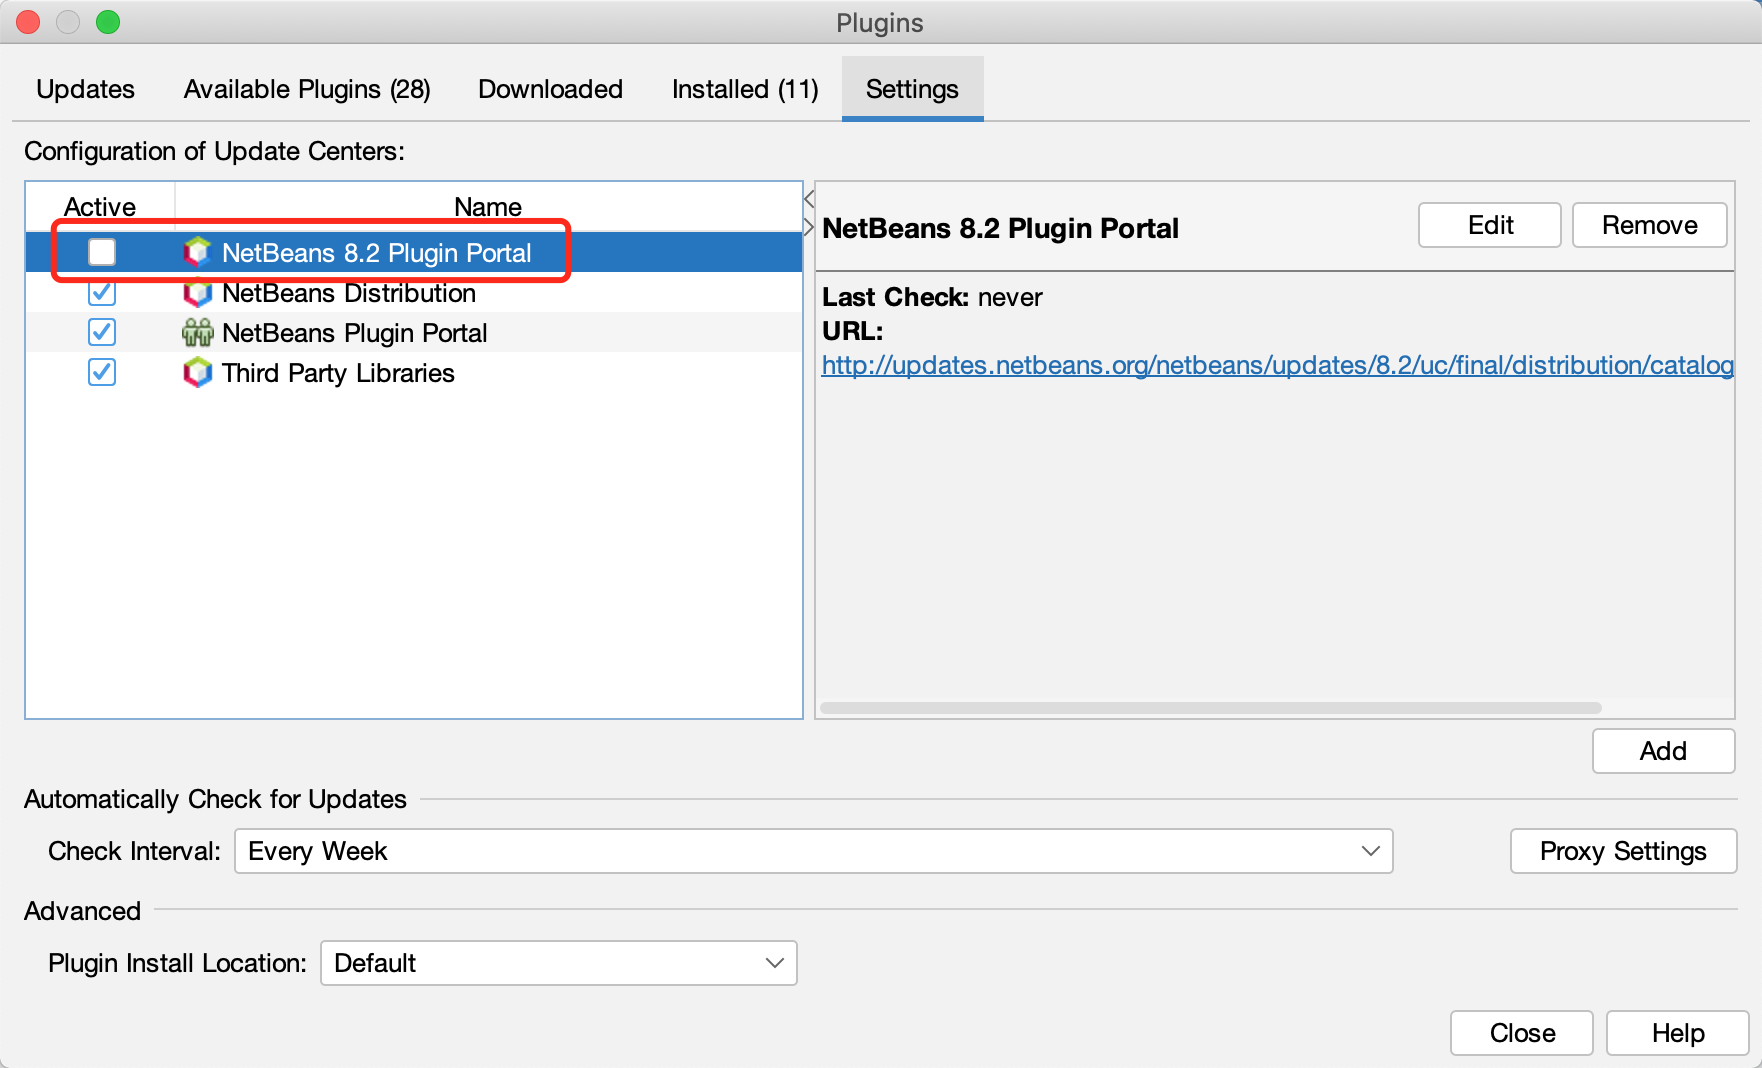 Plugins
Updates
Available Plugins (28)
Downloaded
Installed (11)
Settings
Configuration of Update Centers:
Active
Name
NetBeans 8.2 Plugin Portal
NetBeans Distribution
NetBeans Plugin Portal
Third Party Libraries
NetBeans 8.2 Plugin Portal
Edit
Remove
Last Check: never
URL:
http://updates.netbeans.org/netbeans/updates/8.2/uc/final/distribution/catalog
Add
Automatically Check for Updates
Check Interval:
Every Week
Proxy Settings
Advanced
Plugin Install Location:
Default
Close
Help